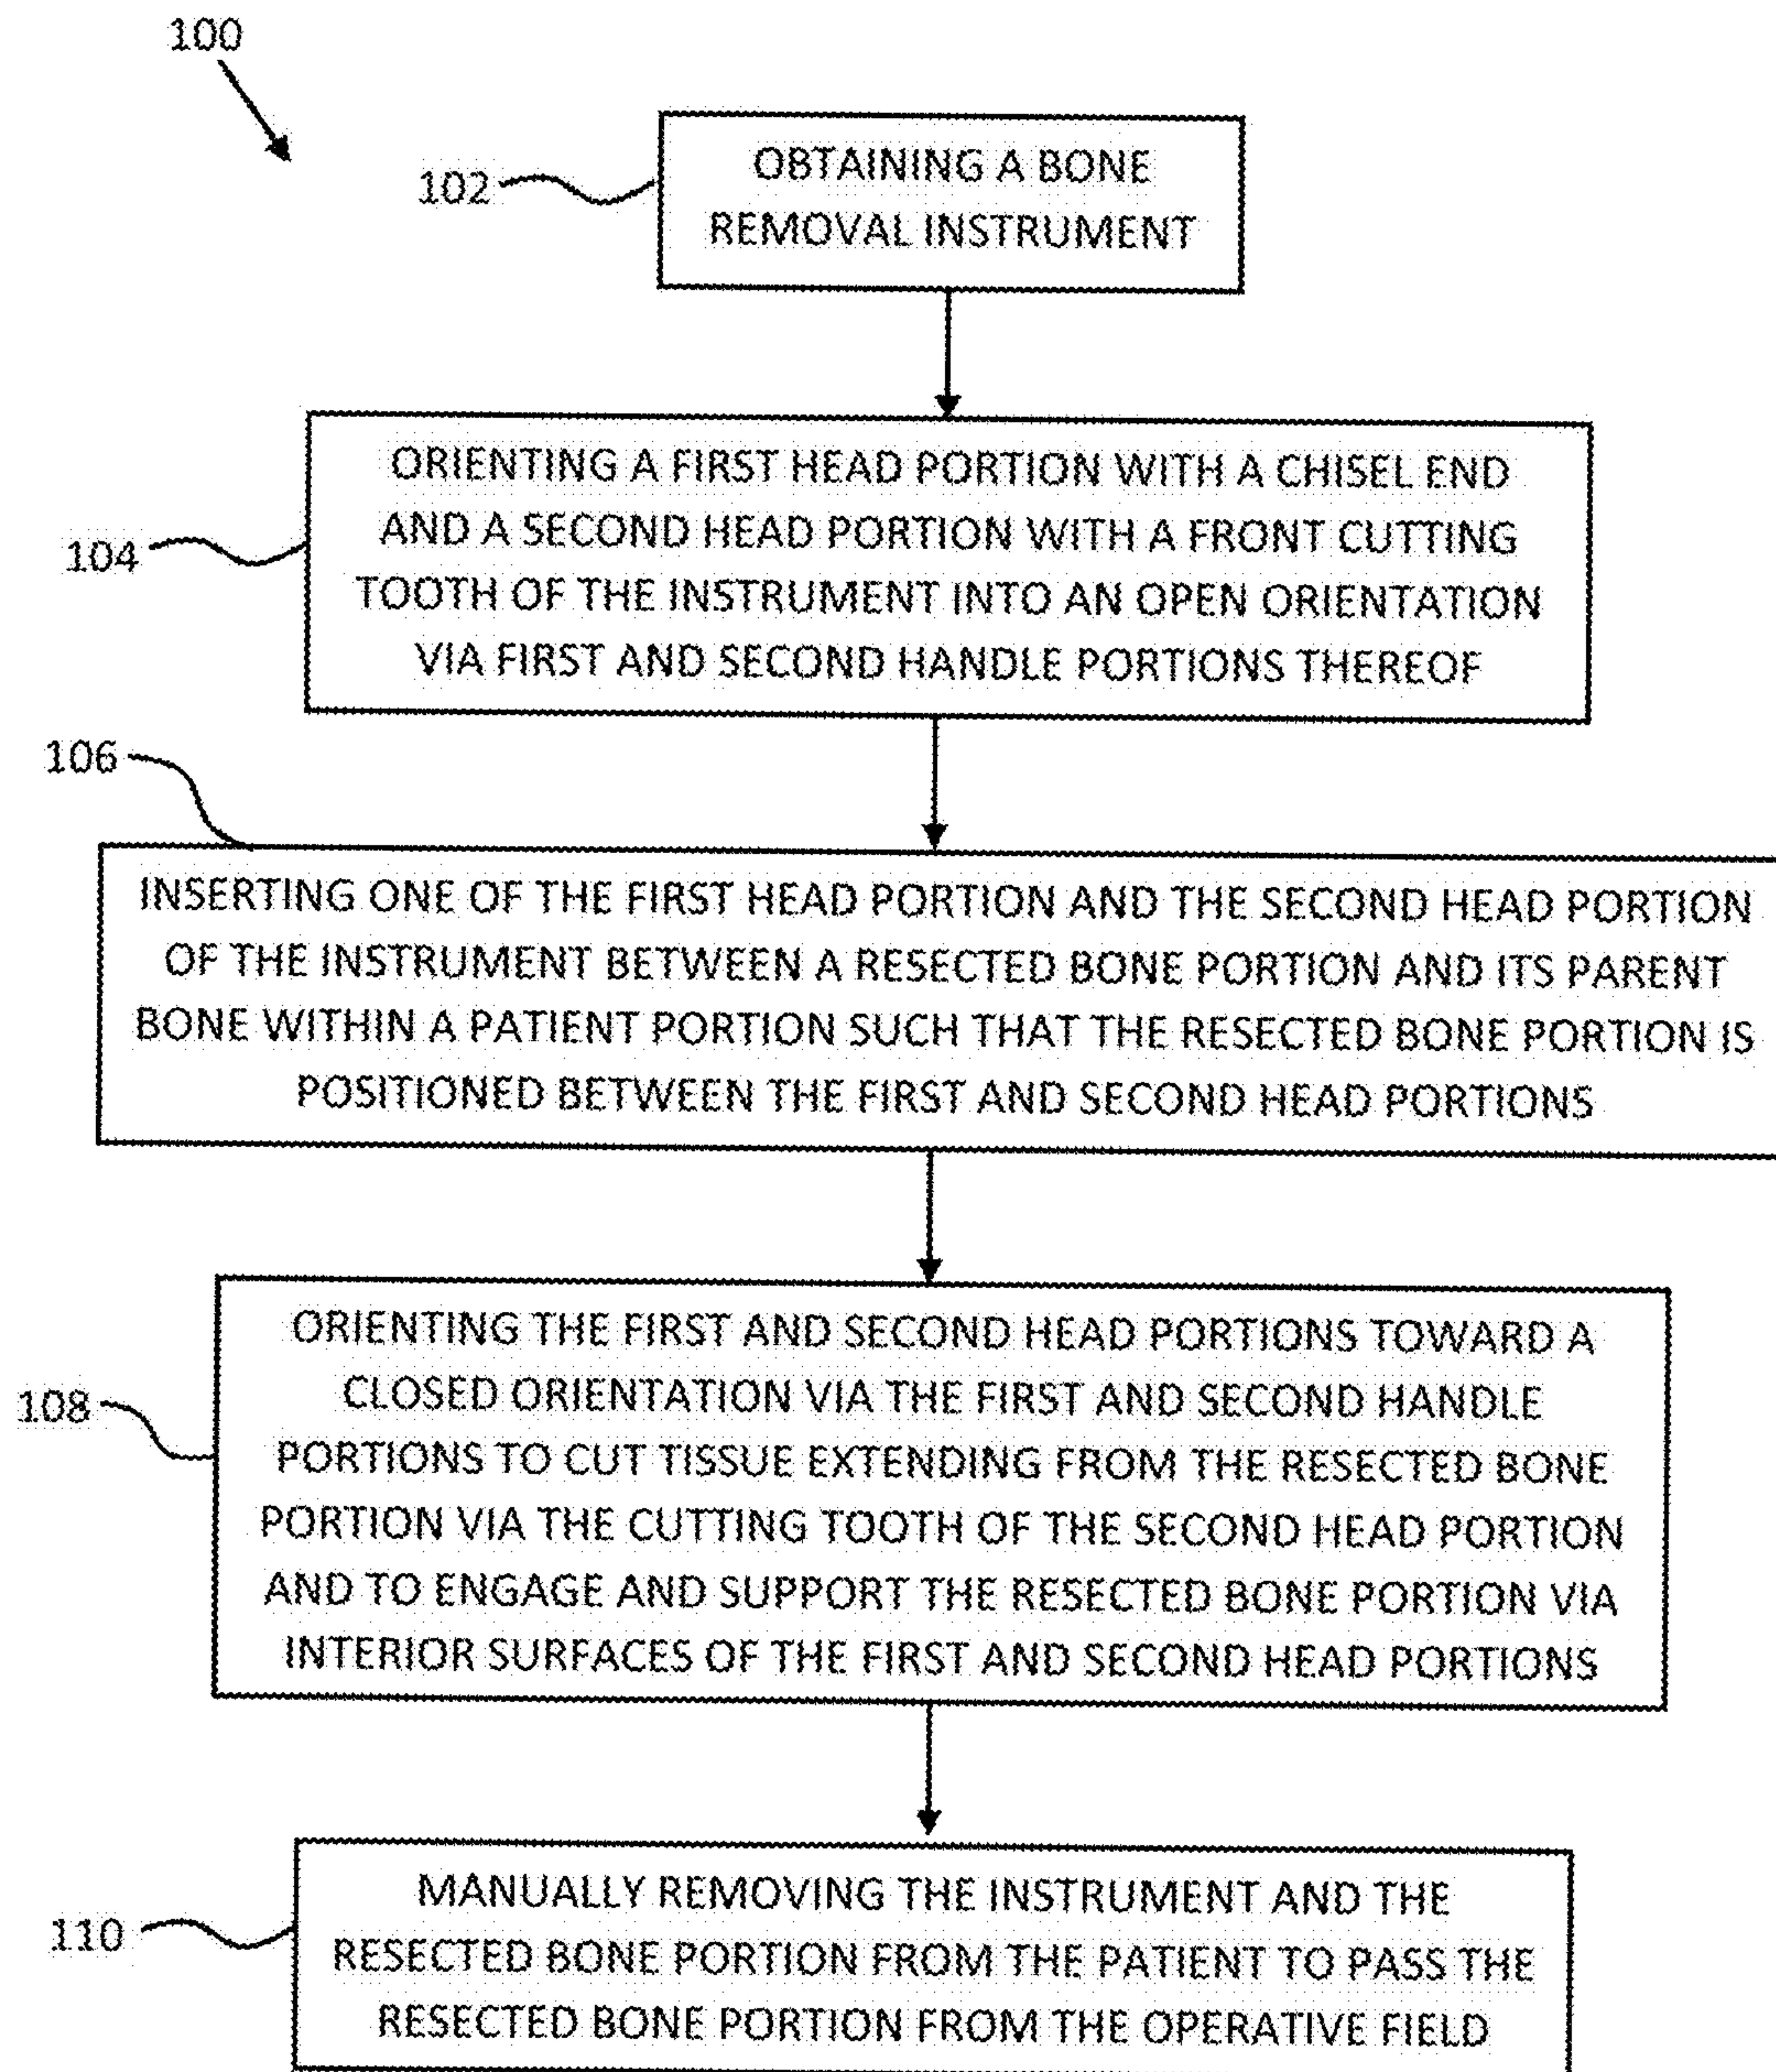 100
102
OBTAINING A BONE
REMOVAL INSTRUMENT
104
ORIENTING A FIRST HEAD PORTION WITH A CHISEL END
AND A SECOND HEAD PORTION WITH A FRONT CUTTING
TOOTH OF THE INSTRUMENT INTO AN OPEN ORIENTATION
VIA FIRST AND SECOND HANDLE PORTIONS THEREOF
106
INSERTING ONE OF THE FIRST HEAD PORTION AND THE SECOND HEAD PORTION
OF THE INSTRUMENT BETWEEN A RESECTED BONE PORTION AND ITS PARENT
BONE WITHIN A PATIENT PORTION SUCH THAT THE RESECTED BONE PORTION IS
POSITIONED BETWEEN THE FIRST AND SECOND HEAD PORTIONS
108
ORIENTING THE FIRST AND SECOND HEAD PORTIONS TOWARD A
CLOSED ORIENTATION VIA THE FIRST AND SECOND HANDLE
PORTIONS TO CUT TISSUE EXTENDING FROM THE RESECTED BONE
PORTION VIA THE CUTTING TOOTH OF THE SECOND HEAD PORTION
AND TO ENGAGE AND SUPPORT THE RESECTED BONE PORTION VIA
INTERIOR SURFACES OF THE FIRST AND SECOND HEAD PORTIONS
110
MANUALLY REMOVING THE INSTRUMENT AND THE
RESECTED BONE PORTION FROM THE PATIENT TO PASS THE
RESECTED BONE PORTION FROM THE OPERATIVE FIELD